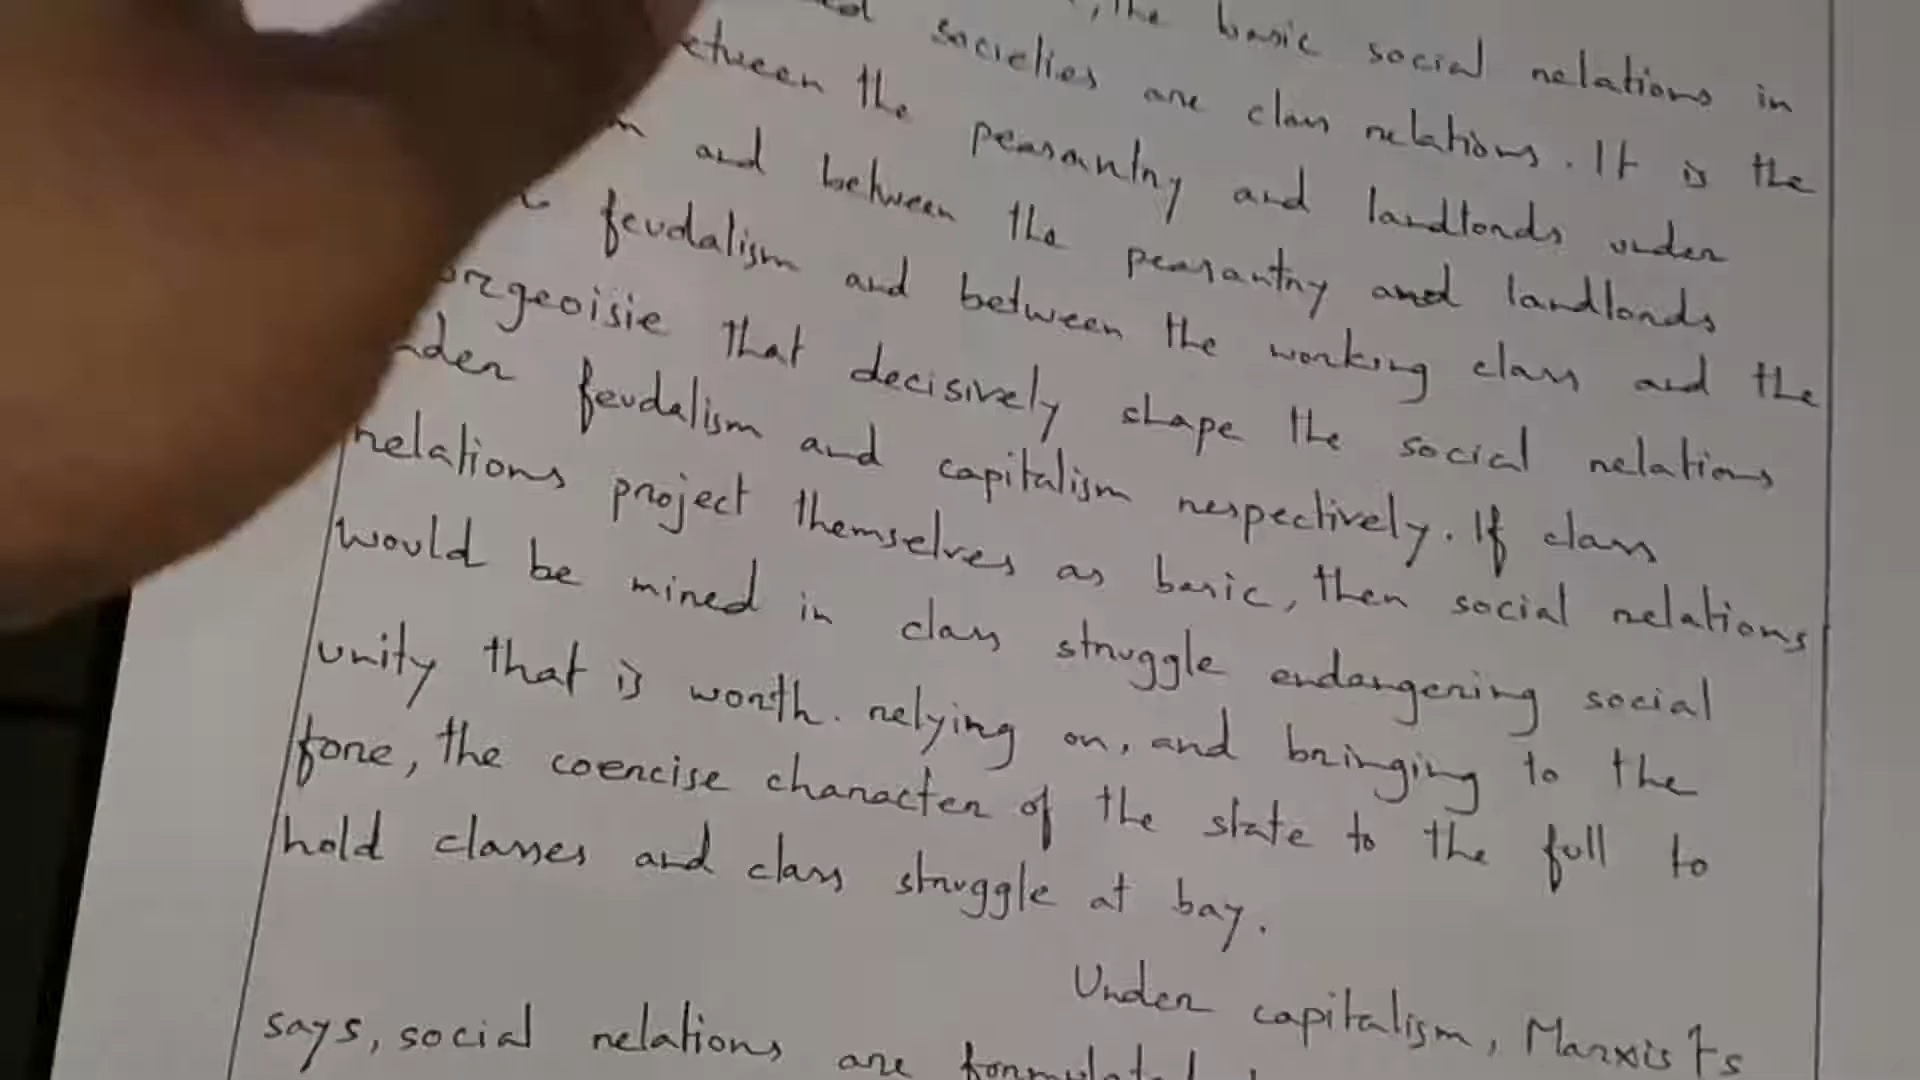 the basic social relations in
societies are class relations. It is the
etween the peasantry and landlords under
and between the peasantry and landlords
feudalism and between the working class and the
orgeoisie that decisively shape the social relations
nder feudalism and capitalism respectively. If class
relations project themselves as basic, then social relations
would be mired in class struggle endangering social
unity that is worth relying on, and bringing to the
fore, the coercise character of the state to the full to
hold classes and class struggle at bay.
Under capitalism, Marxists
says, social relations are formulated